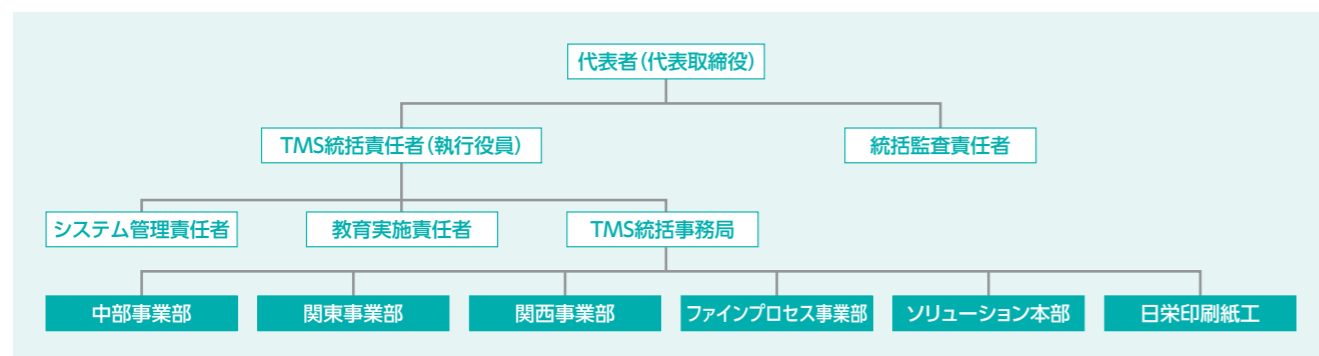 代表者（代表取締役）
TMS統括責任者（執行役員）
統括監査責任者
システム管理責任者
教育実施責任者
TMS統括事務局
中部事業部
関東事業部
関西事業部
ファインプロセス事業部
ソリューション本部
日栄印刷紙工